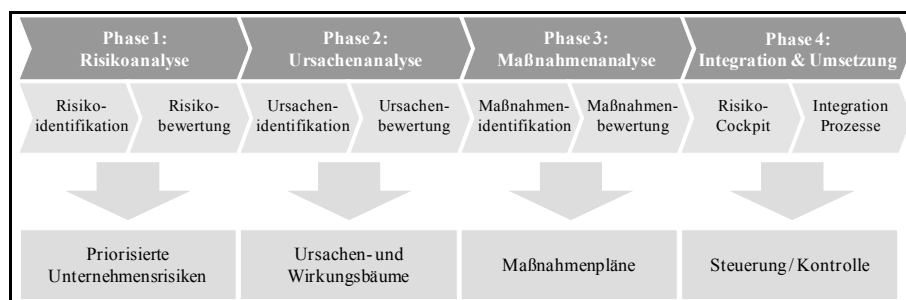 Phase 1:
Risikoanalyse
Phase 2:
Ursachenanalyse
Phase 3:
Maßnahmenanalyse
Phase 4:
Integration & Umsetzung
Risiko-
identifikation
Risiko-
bewertung
Ursachen-
identifikation
Ursachen-
bewertung
Maßnahmen-
identifikation
Maßnahmen-
bewertung
Risiko-
Cockpit
Integration
Prozesse
Priorisierte
Unternehmensrisiken
Ursachen- und
Wirkungsbäume
Maßnahmenpläne
Steuerung / Kontrolle